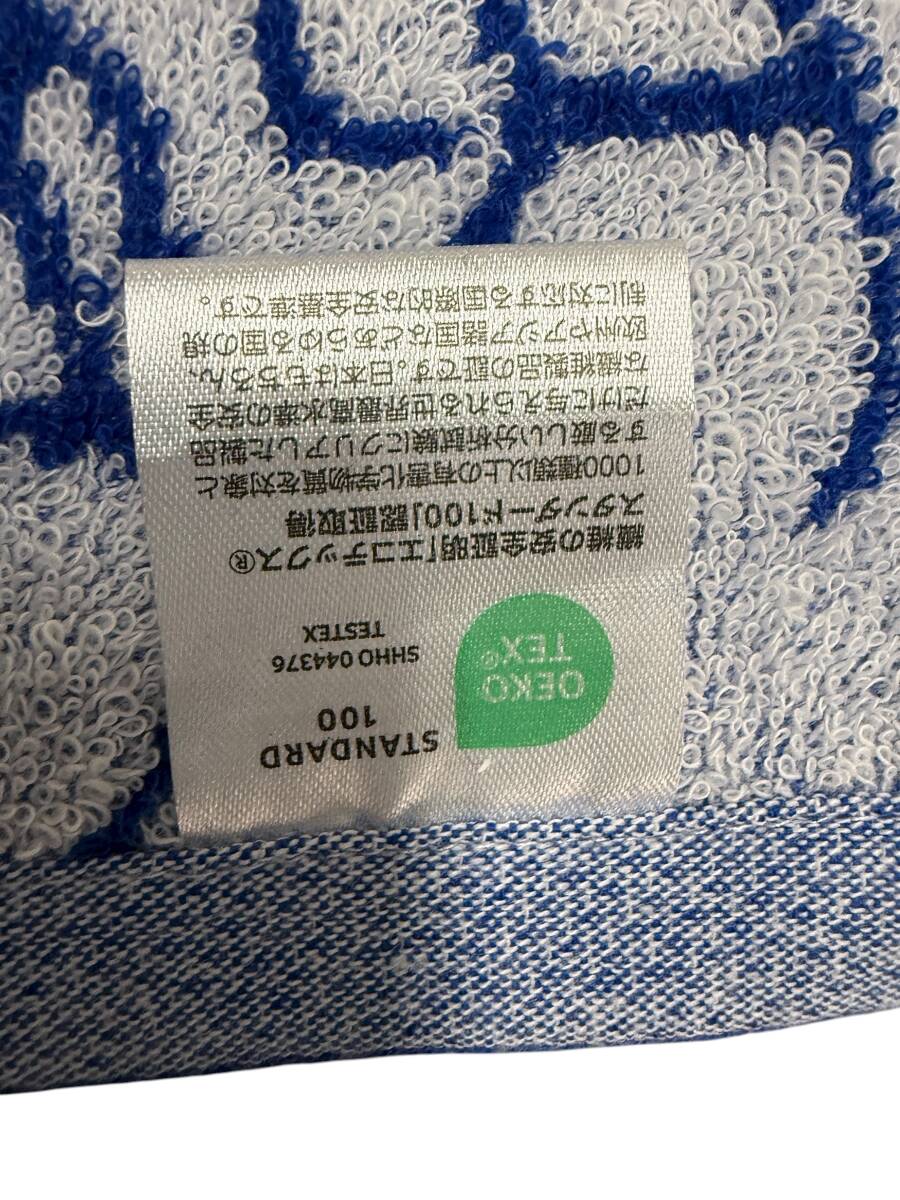 OEKO
TEX®
STANDARD
100
SHHO 044376
TESTEX
繊維の安全証明「エコテックス®
スタンダード100」認証取得
1000種類以上の有害化学物質を対象と
する厳しい分析試験にクリアした製品
だけに与えられる世界最高水準の安全
な繊維製品の証です。日本はもちろん、
欧州やアジア諸国などあらゆる国の規
制に対応する国際的な安全基準です。